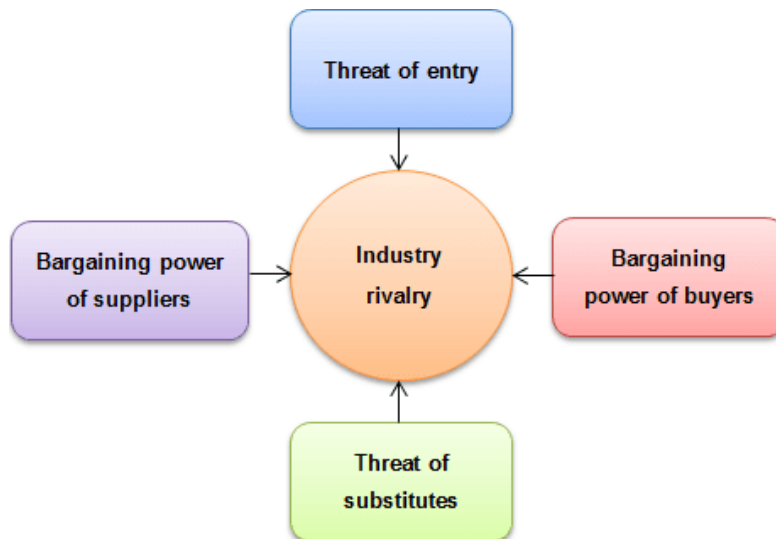 Threat of entry
Bargaining power
of suppliers
Industry
rivalry
Bargaining
power of buyers
Threat of
substitutes